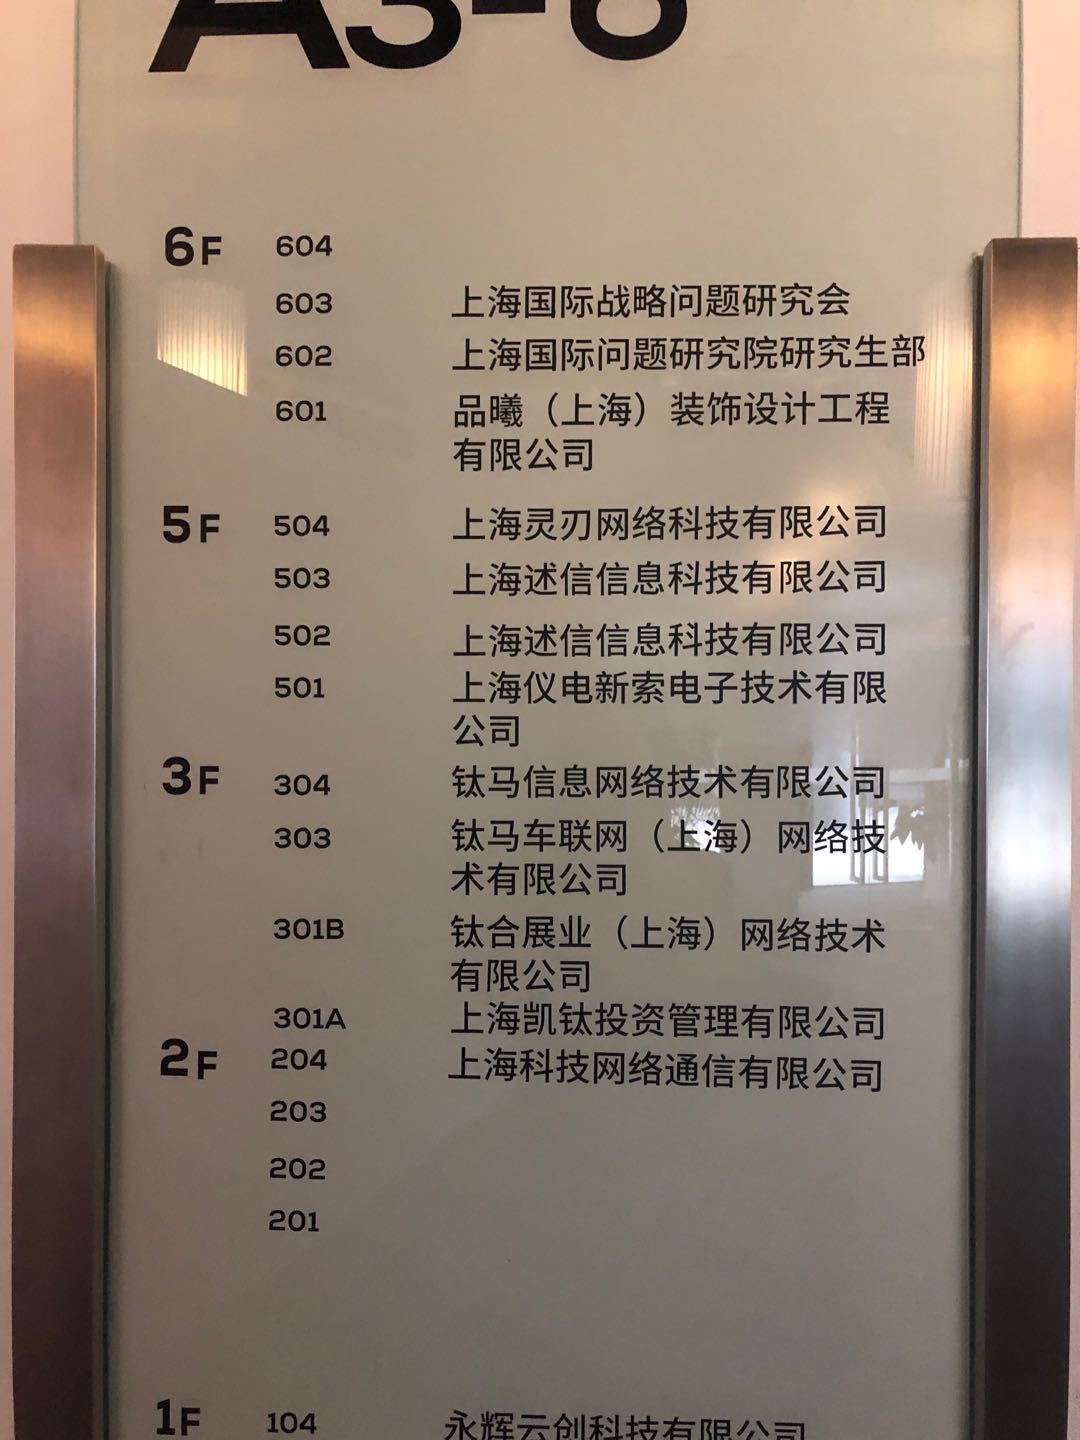 A3-6
6F 604
603 上海国际战略问题研究会
602 上海国际问题研究院研究生部
601 品曦（上海）装饰设计工程
有限公司
5F 504 上海灵刃网络科技有限公司
503 上海述信信息科技有限公司
502 上海述信信息科技有限公司
501 上海仪电新索电子技术有限
公司
3F 304 钛马信息网络技术有限公司
303 钛马车联网（上海）网络技
术有限公司
301B 钛合展业（上海）网络技术
有限公司
301A 上海凯钛投资管理有限公司
2F 204 上海科技网络通信有限公司
203
202
201
1F 104 永辉云创科技有限公司